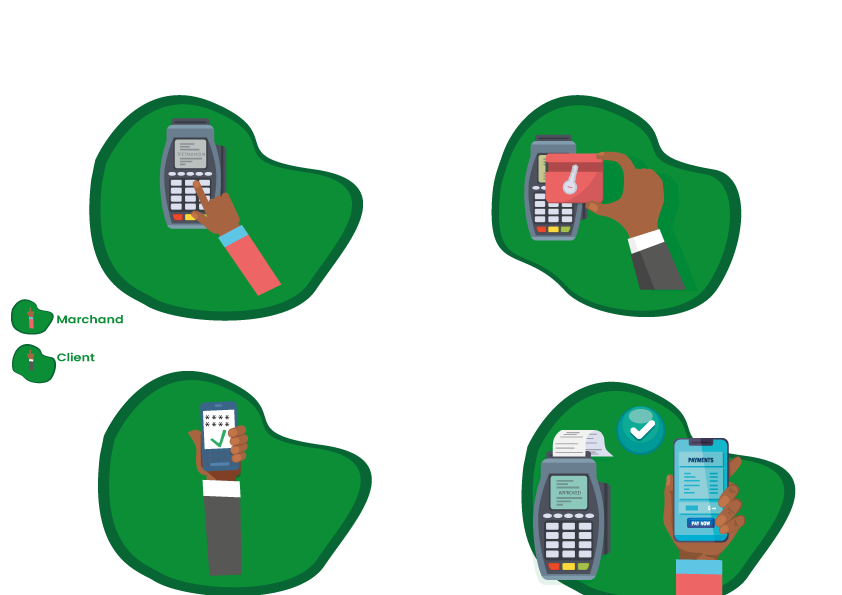 Marchand
Client
* * * *
* * * *
APPROVED
PAYMENTS
PAY NOW